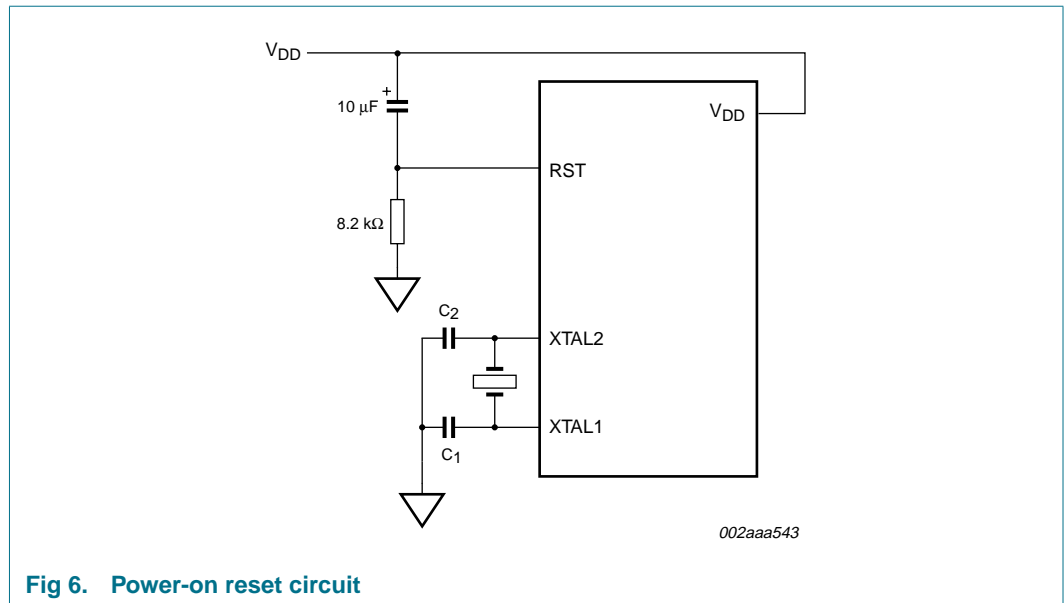 VDD
+
10 μF
VDD
RST
8.2 kΩ
C2
XTAL2
XTAL1
C1
002aaa543
Fig 6. Power-on reset circuit